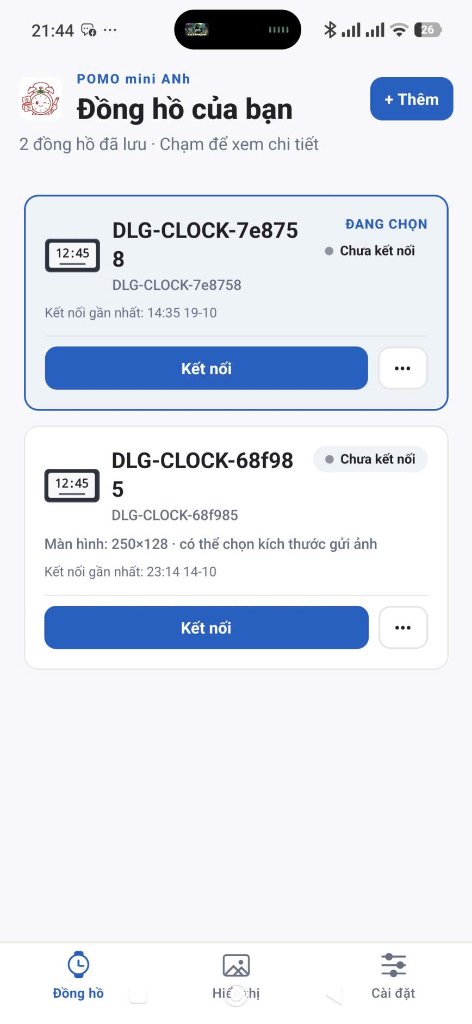 21:44 ...
26
POMO mini ANh
Đồng hồ của bạn
+ Thêm
2 đồng hồ đã lưu · Chạm để xem chi tiết
12:45
DLG-CLOCK-7e875
8
ĐANG CHỌN
Chưa kết nối
DLG-CLOCK-7e8758
Kết nối gần nhất: 14:35 19-10
Kết nối
...
12:45
DLG-CLOCK-68f98
5
Chưa kết nối
DLG-CLOCK-68f985
Màn hình: 250×128 · có thể chọn kích thước gửi ảnh
Kết nối gần nhất: 23:14 14-10
Kết nối
...
Đồng hồ
Hiển thị
Cài đặt